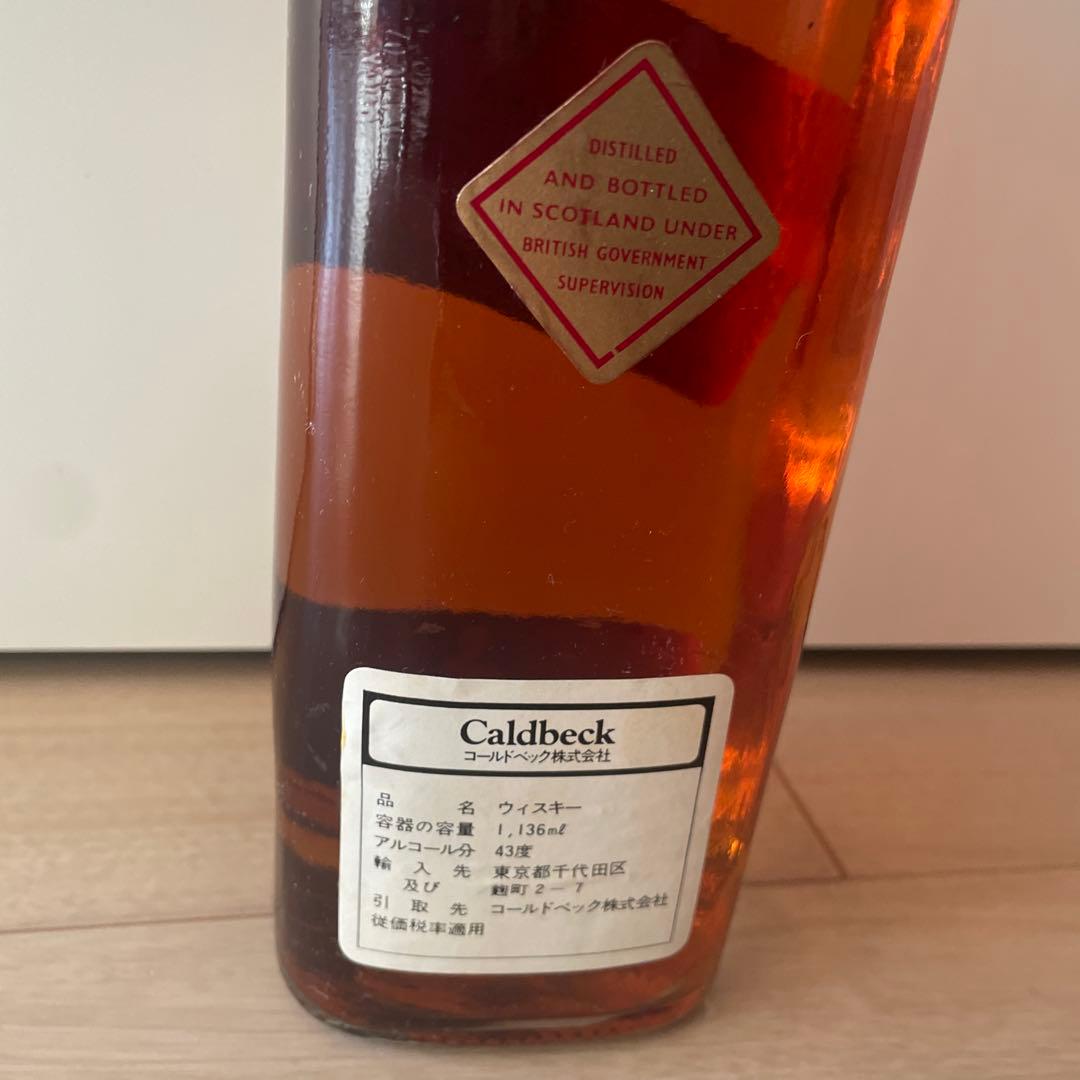 DISTILLED
AND BOTTLED
IN SCOTLAND UNDER
BRITISH GOVERNMENT
SUPERVISION
Caldbeck
コールドベック株式会社
品名 ウィスキー
容器の容量 1,136mℓ
アルコール分 43度
輸入先 東京都千代田区
及び 麹町2-7
引取先 コールドベック株式会社
従価税率適用